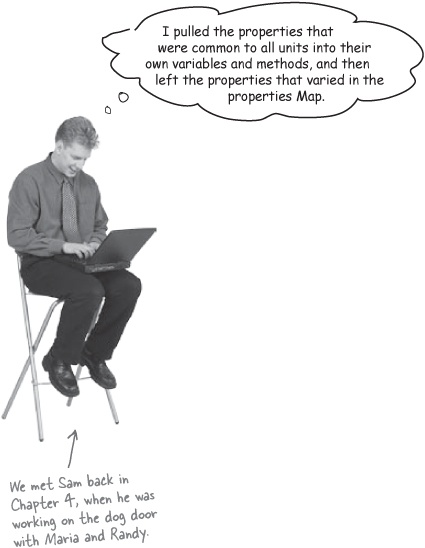 I pulled the properties that
were common to all units into their
own variables and methods, and then
left the properties that varied in the
properties Map.
We met Sam back in
Chapter 4, when he was
working on the dog door
with Maria and Randy.